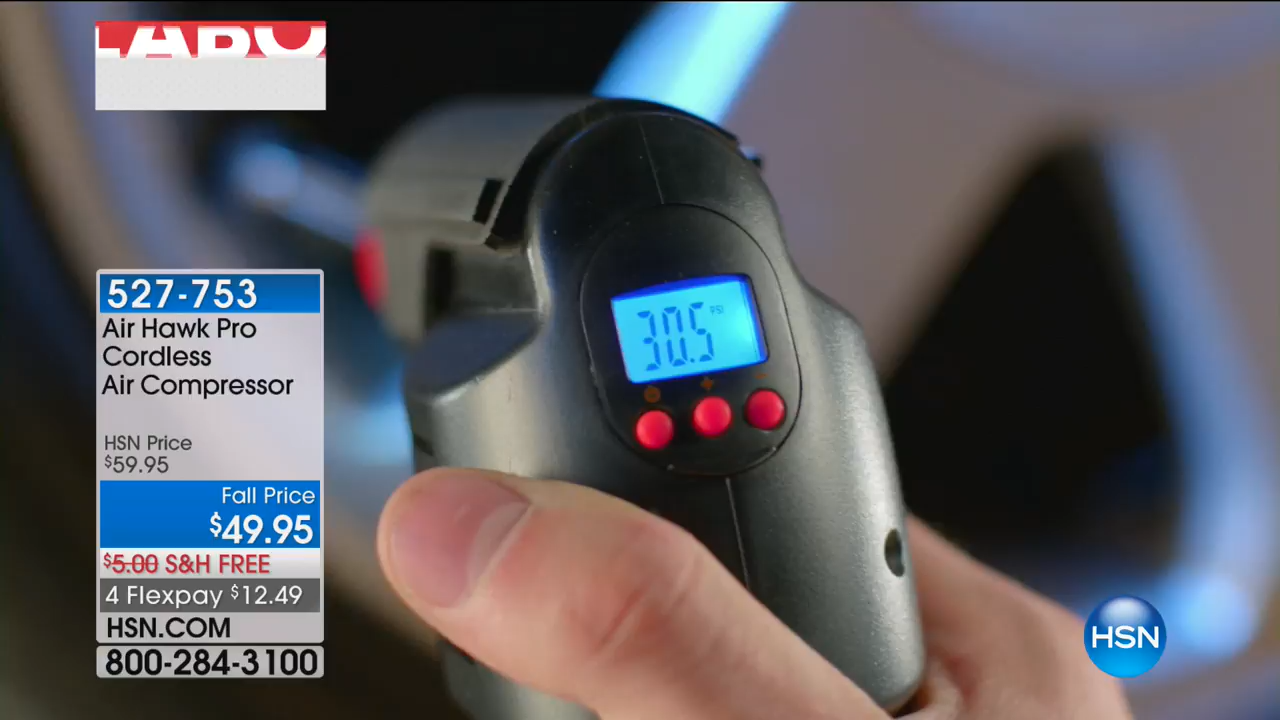 527-753
Air Hawk Pro
Cordless
Air Compressor
HSN Price
$59.95
Fall Price
$49.95
$5.00 S&H FREE
4 Flexpay $12.49
HSN.COM
800-284-3100
30.5 PSI
HSN